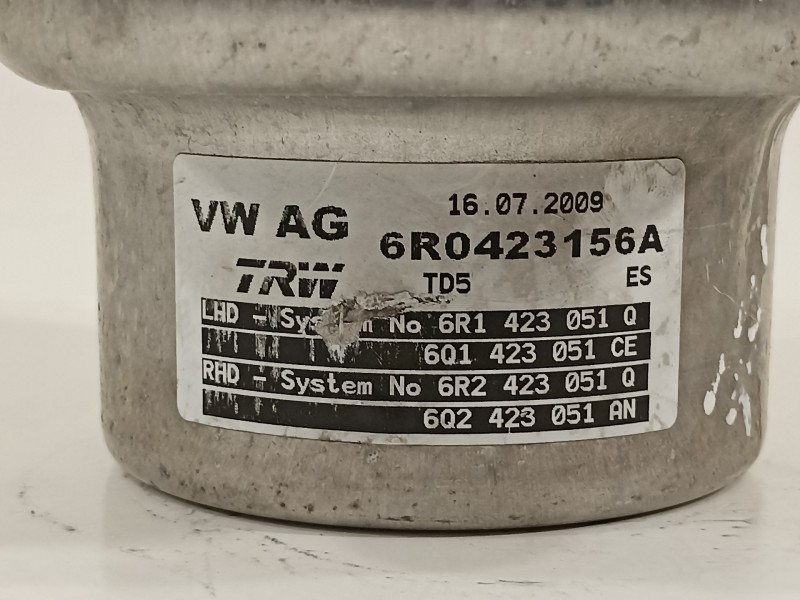 VW AG
16.07.2009
6R0423156A
TRW TD5 ES
LHD - System No 6R1 423 051 Q
6Q1 423 051 CE
RHD - System No 6R2 423 051 Q
6Q2 423 051 AN